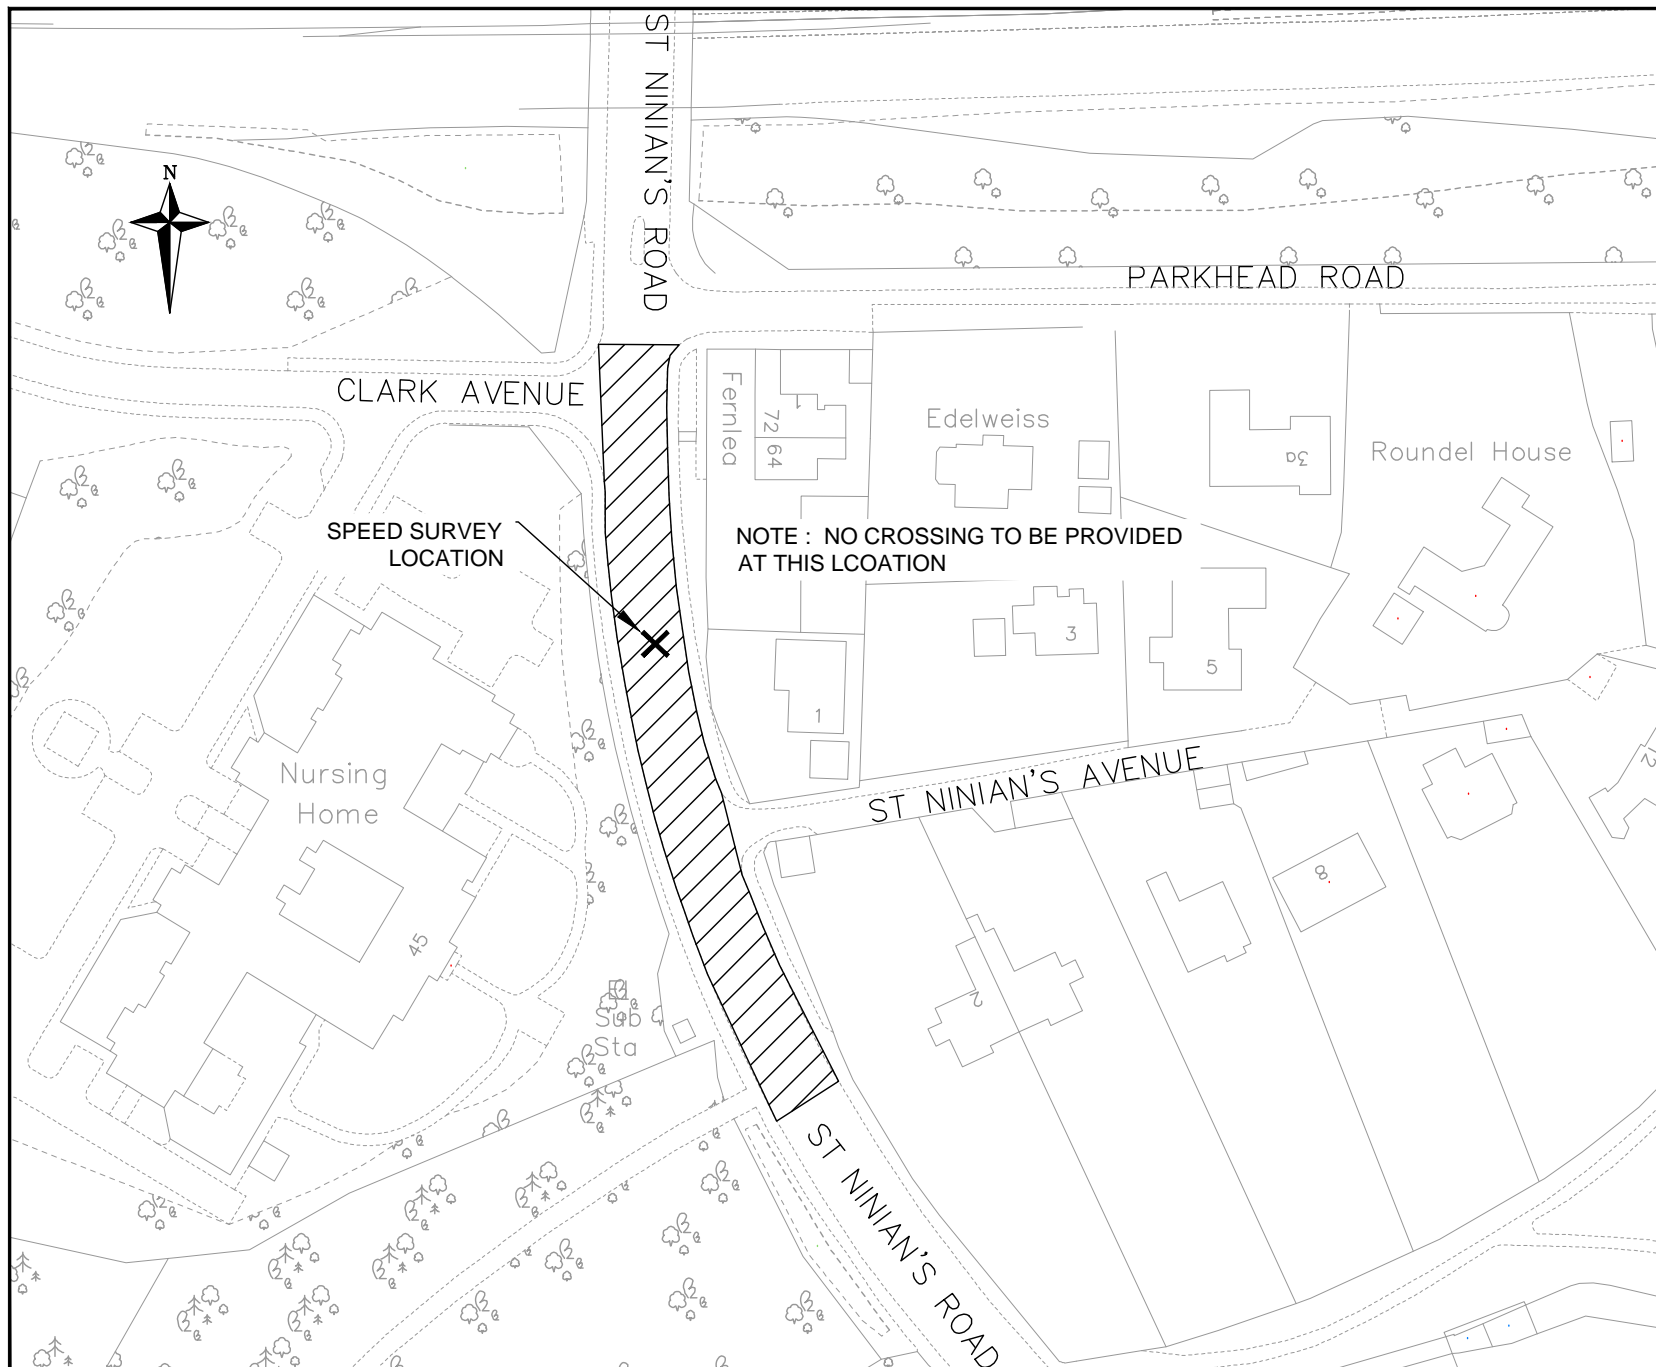 ST NINIAN'S ROAD
N
PARKHEAD ROAD
CLARK AVENUE
Fernlea
72
64
Edelweiss
3a
Roundel House
SPEED SURVEY
LOCATION
NOTE : NO CROSSING TO BE PROVIDED
AT THIS LCOATION
3
5
1
Nursing
Home
ST NINIAN'S AVENUE
12
8
45
2
El
Sub
Sta
ST NINIAN'S ROAD